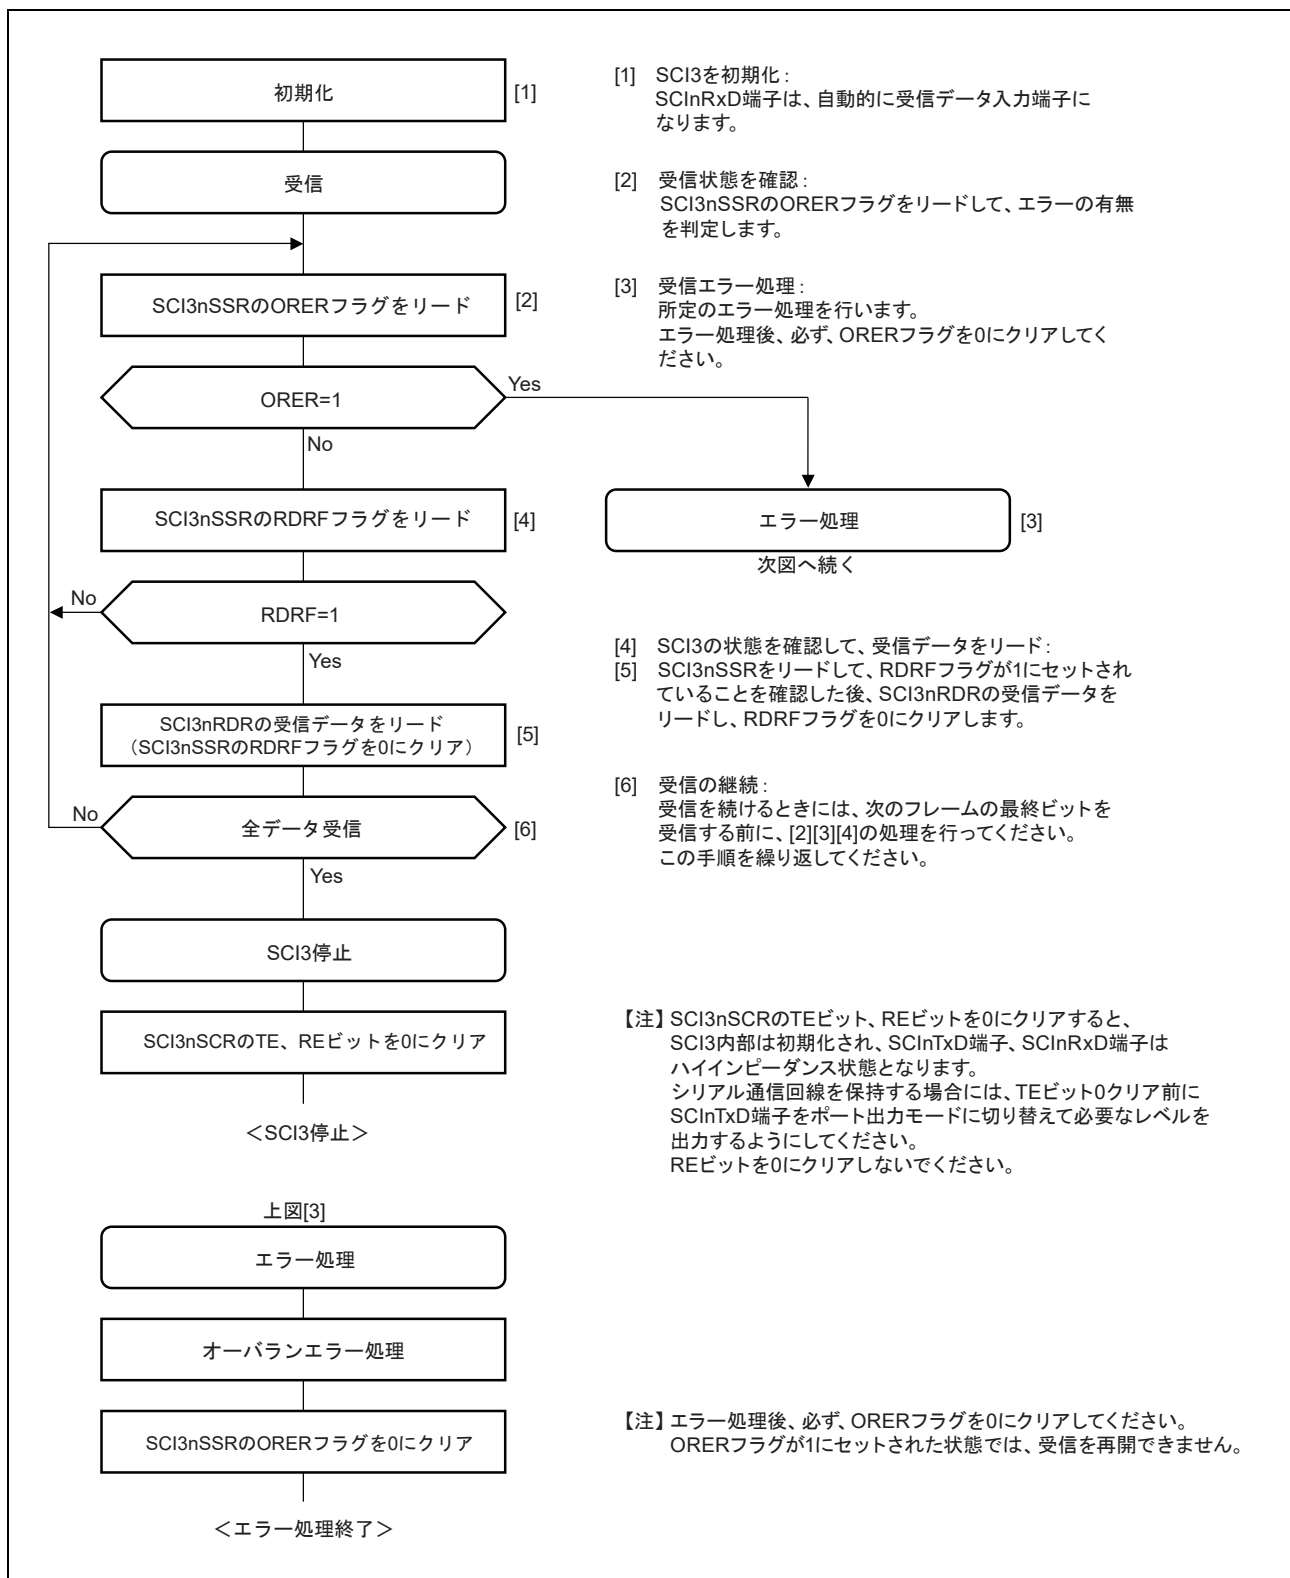 初期化
[1]
受信
SCI3nSSRのORERフラグをリード
[2]
ORER=1
Yes
No
SCI3nSSRのRDRFフラグをリード
[4]
エラー処理
[3]
次図へ続く
No
RDRF=1
Yes
SCI3nRDRの受信データをリード
（SCI3nSSRのRDRFフラグを0にクリア）
[5]
No
全データ受信
[6]
Yes
SCI3停止
SCI3nSCRのTE、REビットを0にクリア
＜SCI3停止＞
[1] SCI3を初期化：
SCInRxD端子は、自動的に受信データ入力端子に
なります。
[2] 受信状態を確認：
SCI3nSSRのORERフラグをリードして、エラーの有無
を判定します。
[3] 受信エラー処理：
所定のエラー処理を行います。
エラー処理後、必ず、ORERフラグを0にクリアしてく
ださい。
[4] SCI3の状態を確認して、受信データをリード：
[5] SCI3nSSRをリードして、RDRFフラグが1にセットされ
ていることを確認した後、SCI3nRDRの受信データを
リードし、RDRFフラグを0にクリアします。
[6] 受信の継続：
受信を続けるときには、次のフレームの最終ビットを
受信する前に、[2][3][4]の処理を行ってください。
この手順を繰り返してください。
【注】SCI3nSCRのTEビット、REビットを0にクリアすると、
SCI3内部は初期化され、SCInTxD端子、SCInRxD端子は
ハイインピーダンス状態となります。
シリアル通信回線を保持する場合には、TEビット0クリア前に
SCInTxD端子をポート出力モードに切り替えて必要なレベルを
出力するようにしてください。
REビットを0にクリアしないでください。
上図[3]
エラー処理
オーバランエラー処理
SCI3nSSRのORERフラグを0にクリア
＜エラー処理終了＞
【注】エラー処理後、必ず、ORERフラグを0にクリアしてください。
ORERフラグが1にセットされた状態では、受信を再開できません。